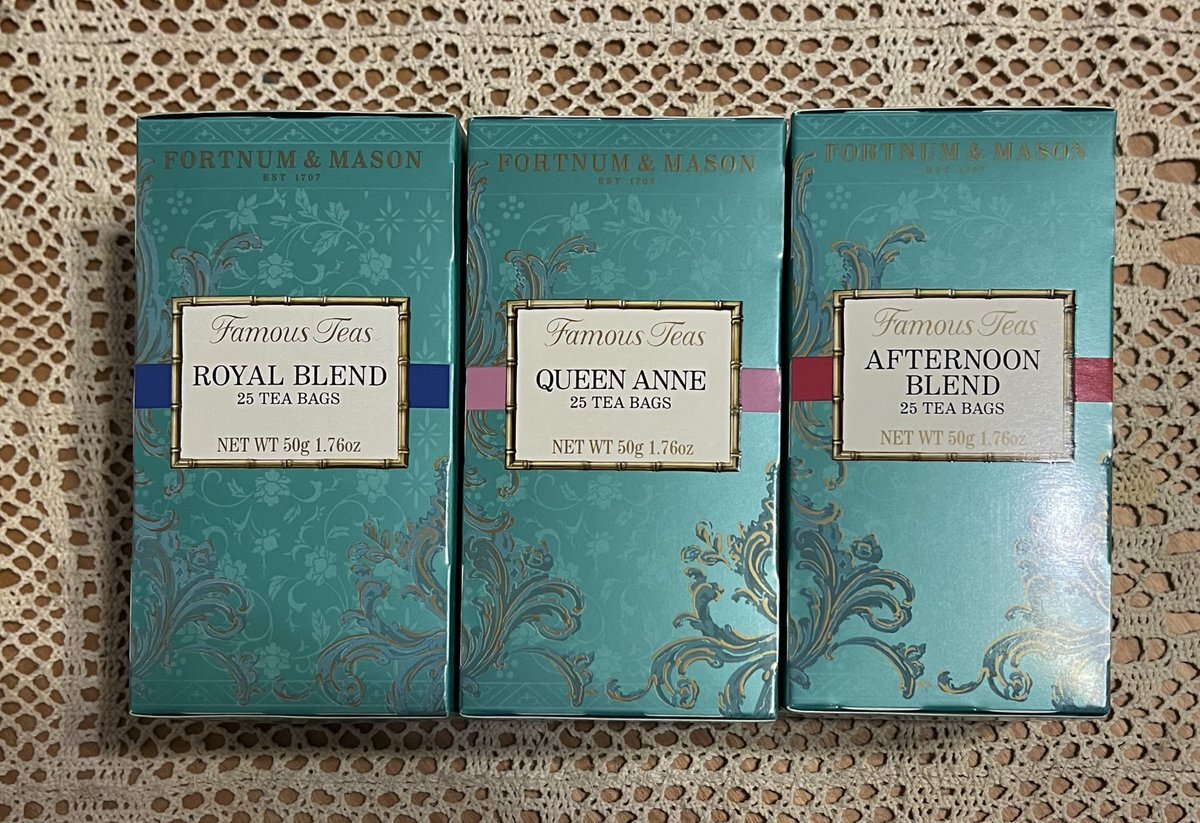 FORTNUM & MASON
EST 1707
Famous Teas
ROYAL BLEND
25 TEA BAGS
NET WT 50g 1.76oz
FORTNUM & MASON
EST 1707
Famous Teas
QUEEN ANNE
25 TEA BAGS
NET WT 50g 1.76oz
FORTNUM & MASON
EST 1707
Famous Teas
AFTERNOON
BLEND
25 TEA BAGS
NET WT 50g 1.76oz